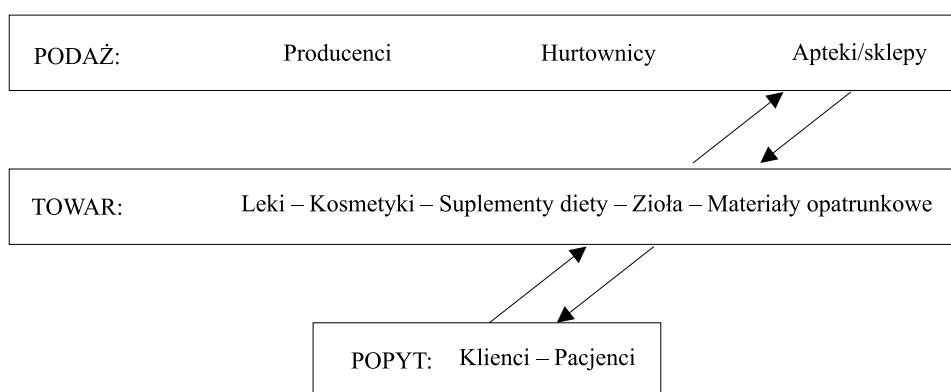 PODAŻ: Producenci Hurtownicy Apteki/sklepy
TOWAR: Leki – Kosmetyki – Suplementy diety – Zioła – Materiały opatrunkowe
POPYT: Klienci – Pacjenci